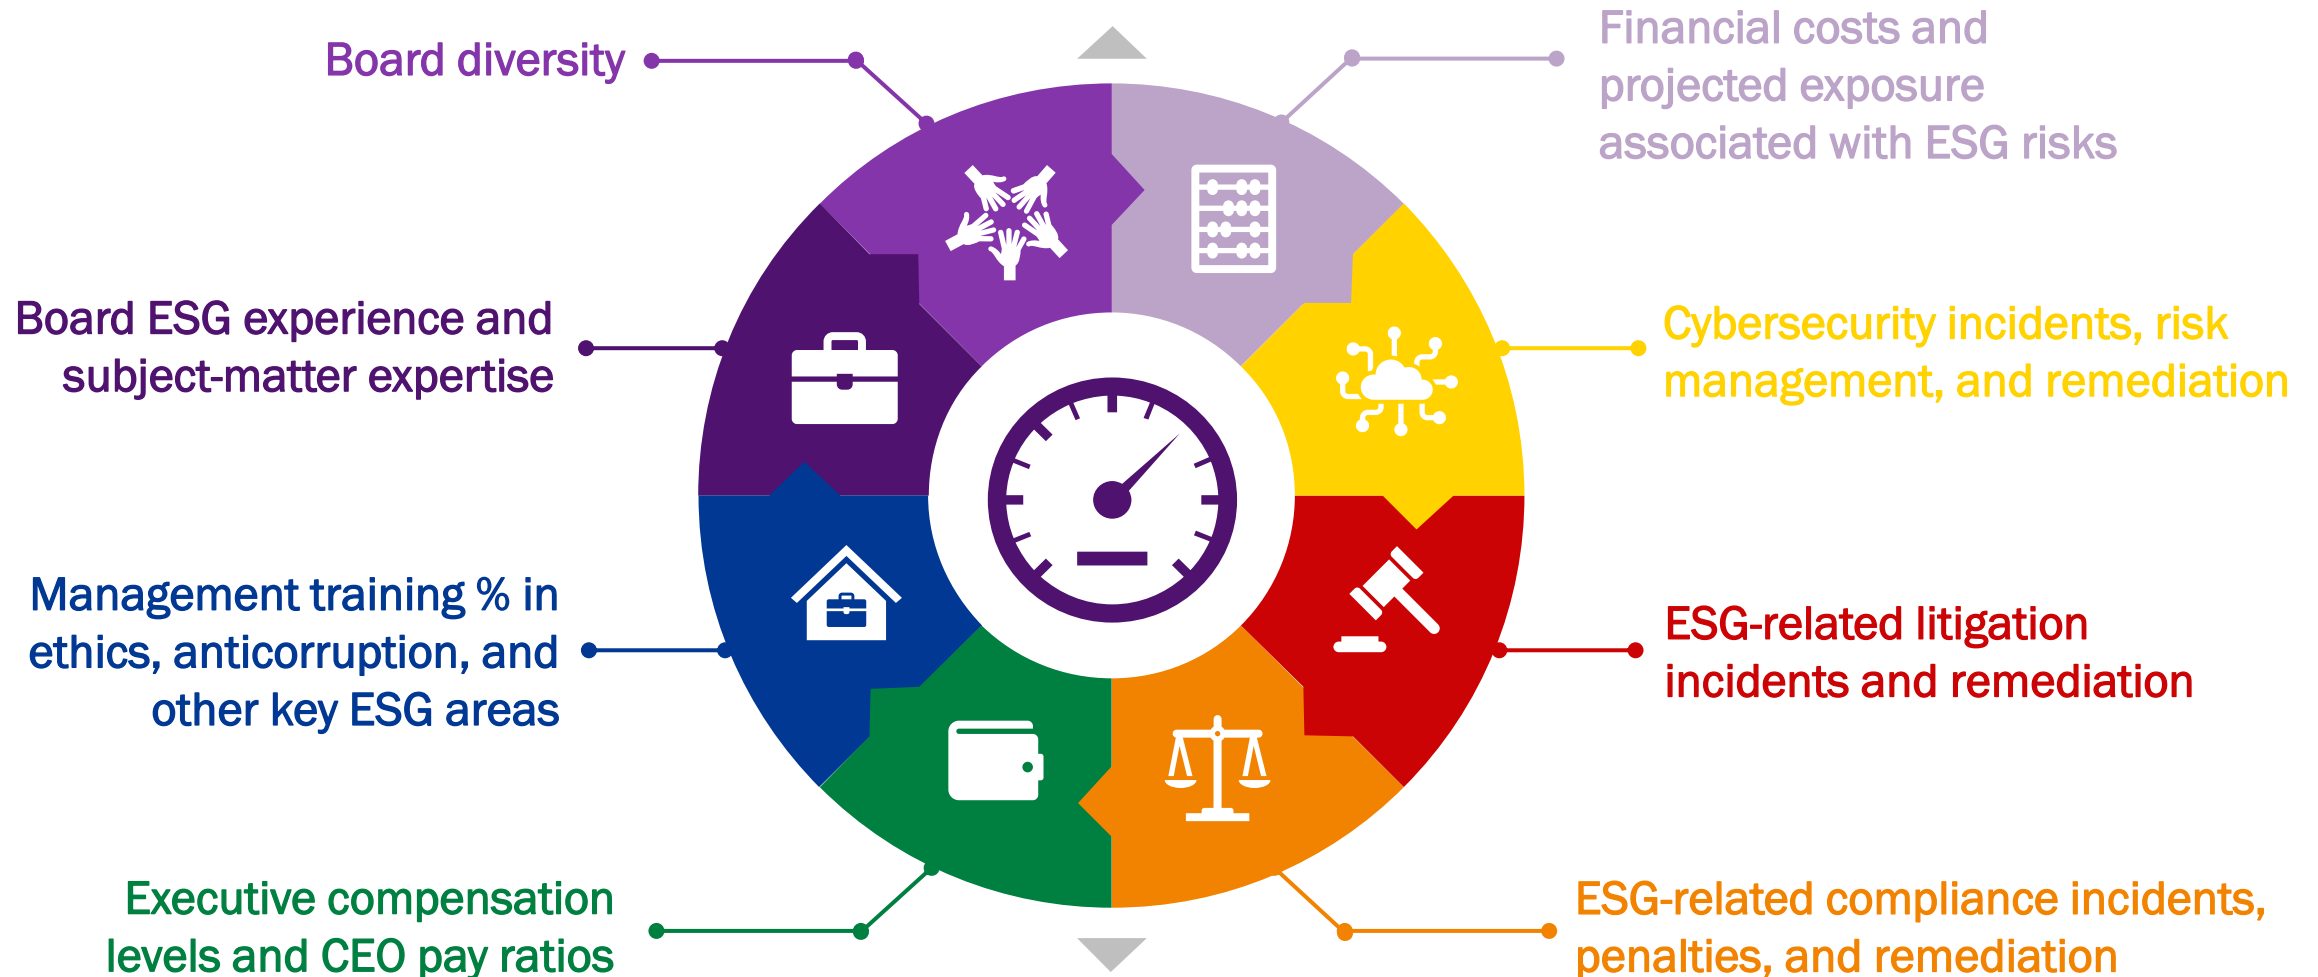 Board diversity
Financial costs and
projected exposure
associated with ESG risks
Board ESG experience and
subject-matter expertise
Cybersecurity incidents, risk
management, and remediation
Management training % in
ethics, anticorruption, and
other key ESG areas
ESG-related litigation
incidents and remediation
Executive compensation
levels and CEO pay ratios
ESG-related compliance incidents,
penalties, and remediation